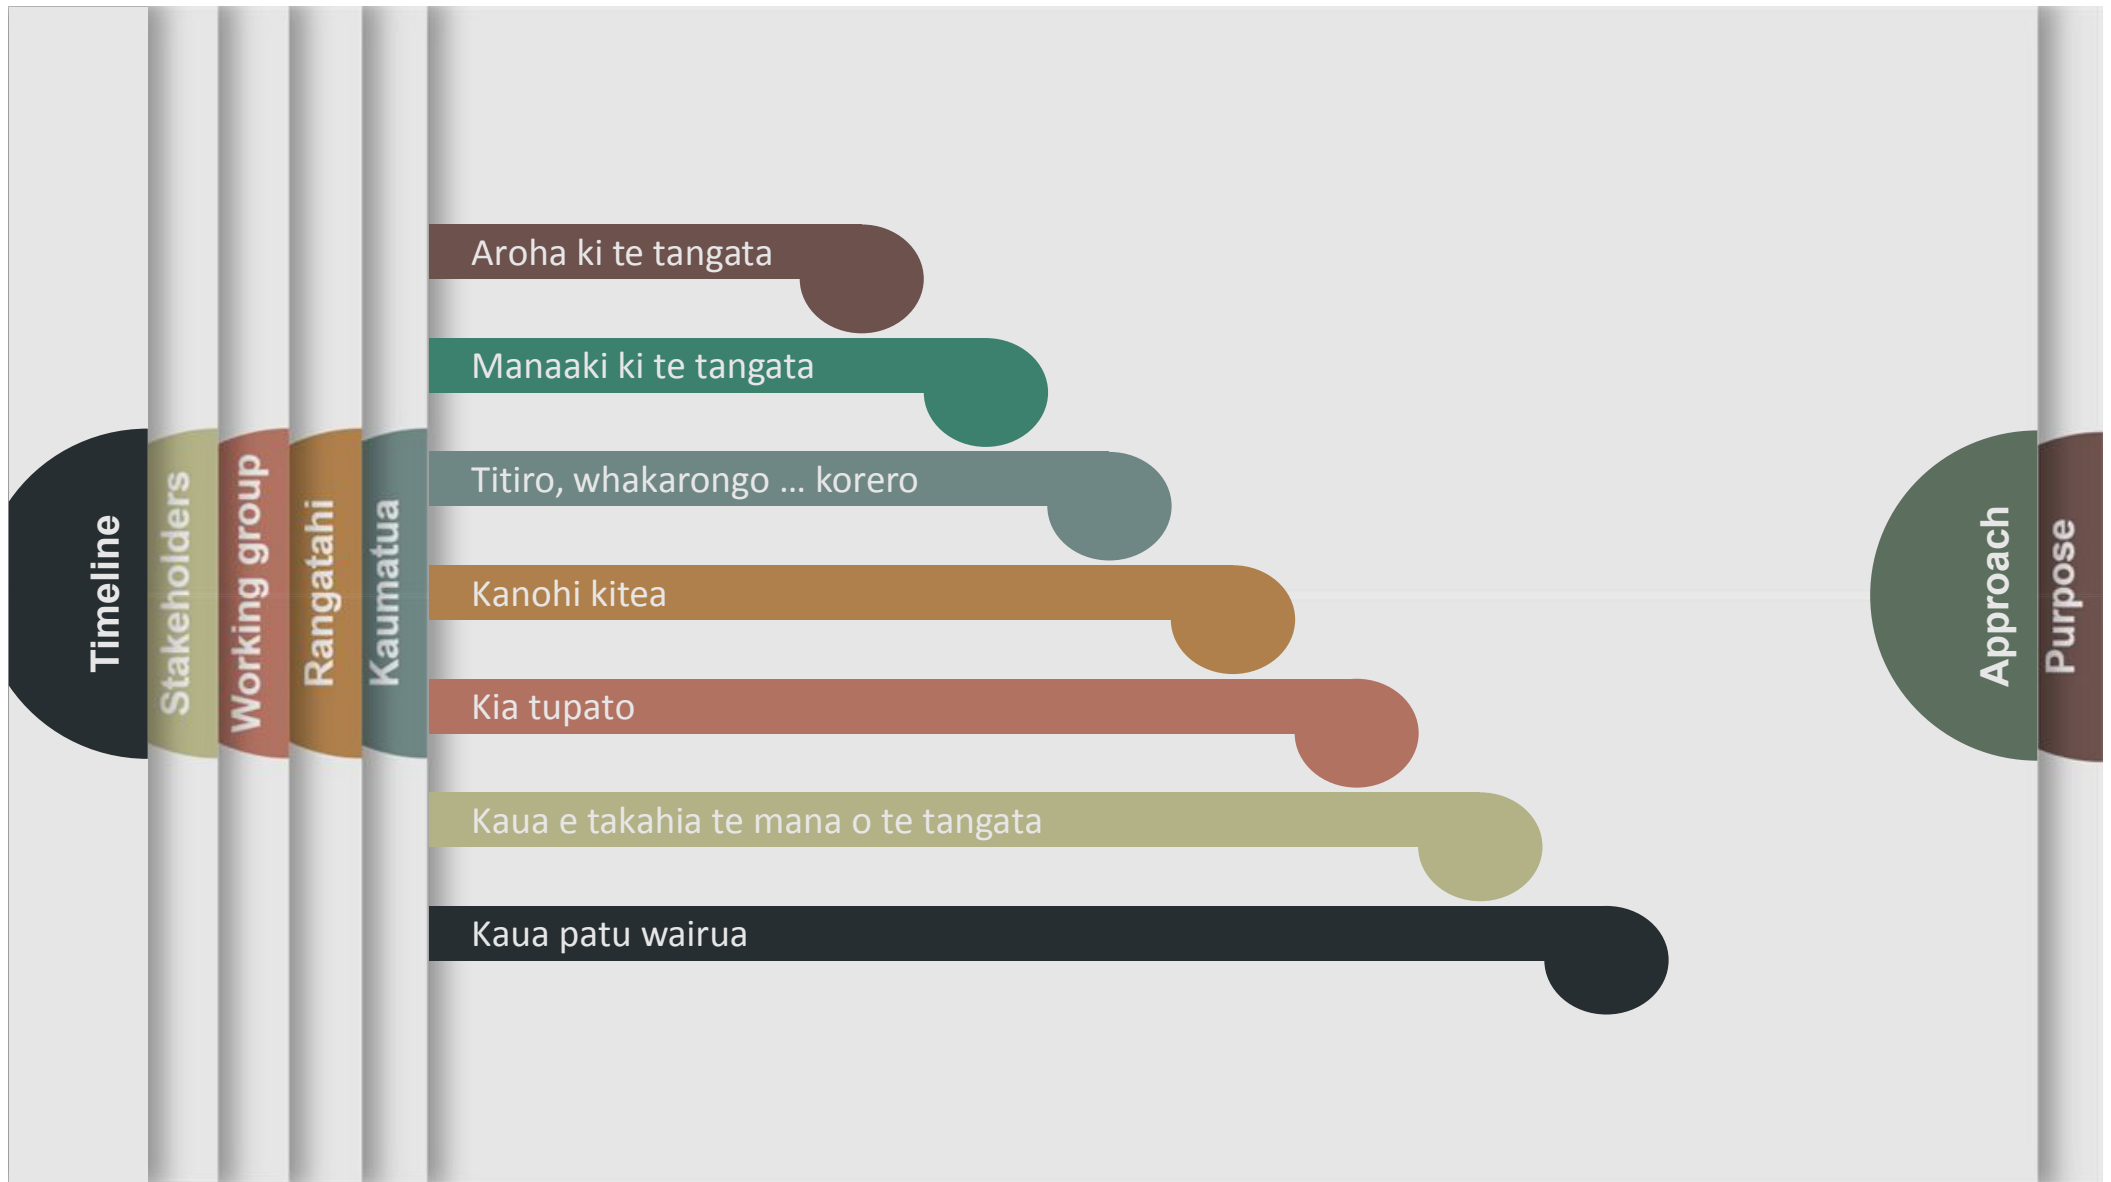 Timeline
Stakeholders
Working group
Rangatahi
Kaumatua
Aroha ki te tangata
Manaaki ki te tangata
Titiro, whakarongo ... korero
Kanohi kitea
Kia tupato
Kaua e takahia te mana o te tangata
Kaua patu wairua
Approach
Purpose